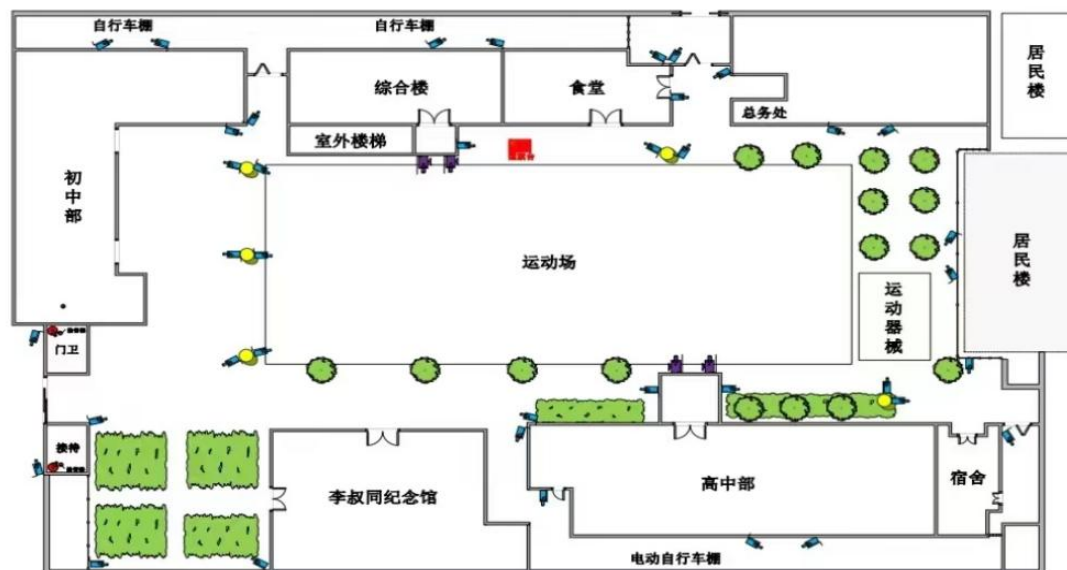 自行车棚
自行车棚
综合楼
食堂
总务处
居民楼
室外楼梯
初中部
运动场
居民楼
运动器械
门卫
接待
李叔同纪念馆
高中部
宿舍
电动自行车棚